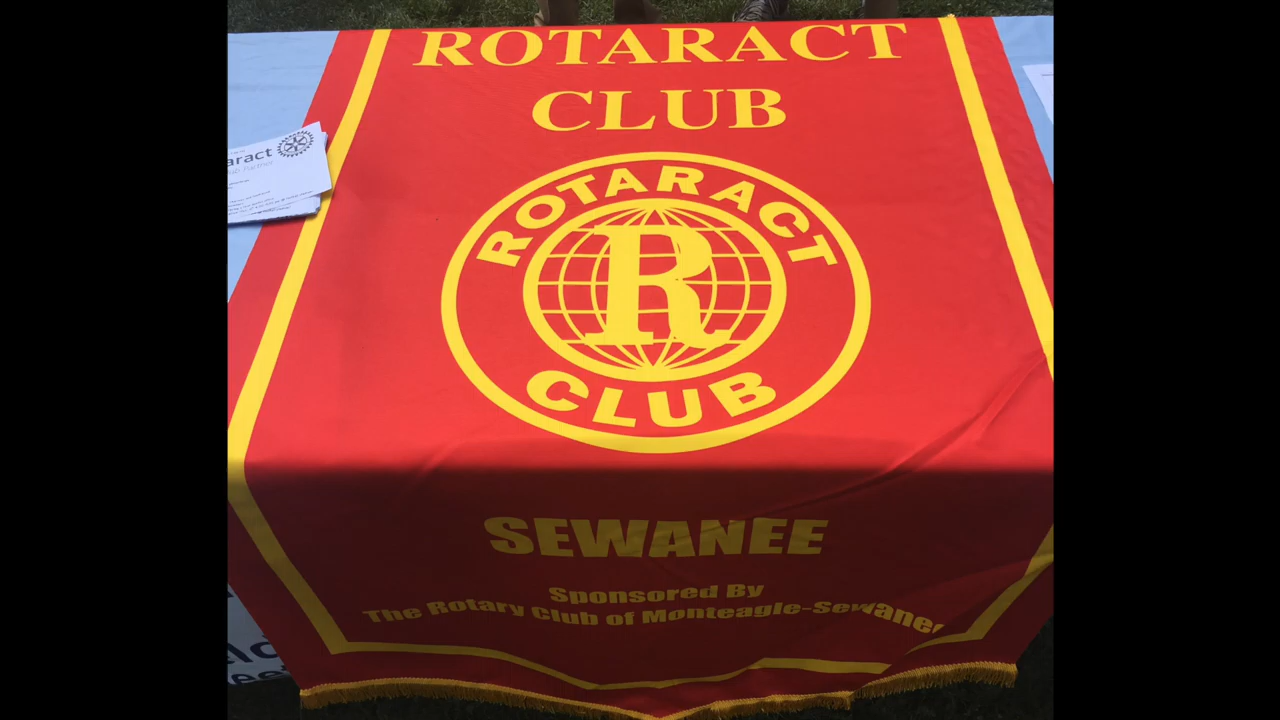 ROTARACT
CLUB
ROTARACT
R
CLUB
SEWANEE
Sponsored By
The Rotary Club of Monteagle-Sewanee
aract